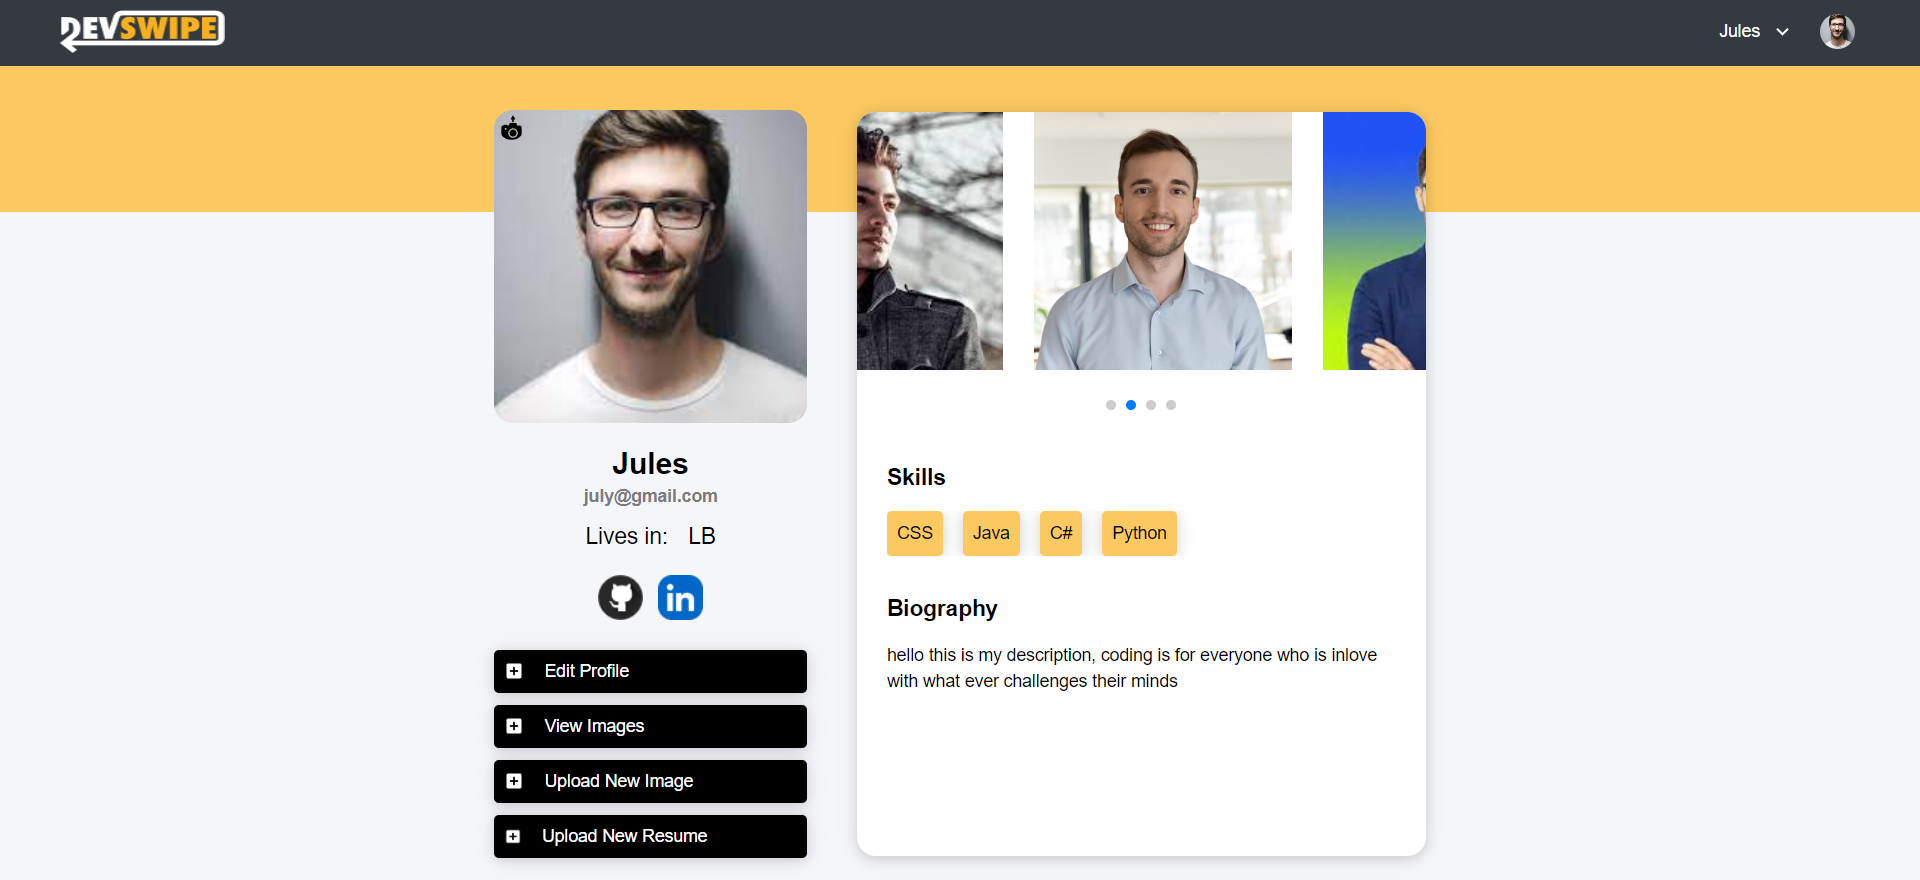 DEVSWIPE
Jules
Jules
july@gmail.com
Lives in: LB
in
Edit Profile
View Images
Upload New Image
Upload New Resume
Skills
CSS Java C# Python
Biography
hello this is my description, coding is for everyone who is inlove
with what ever challenges their minds